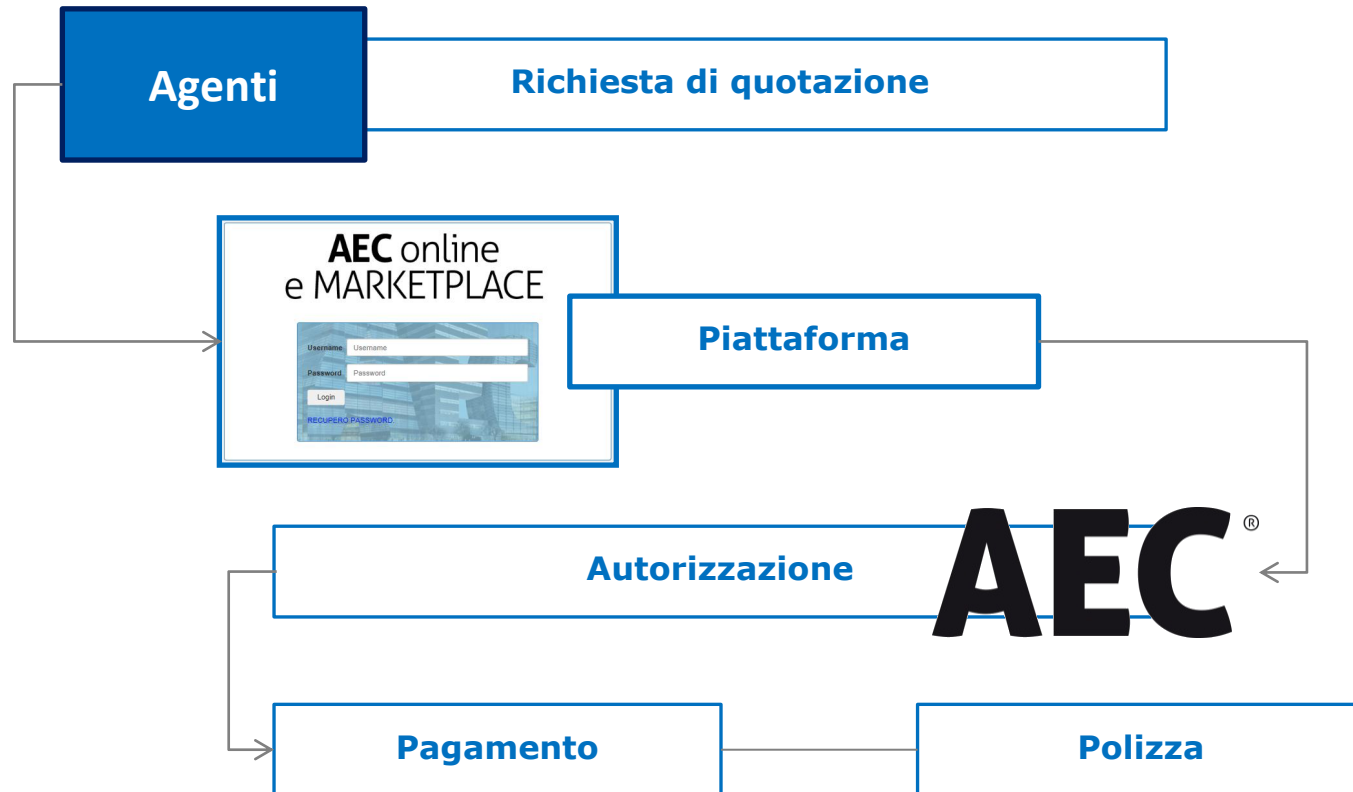 Agenti
Richiesta di quotazione
AEC online
e MARKETPLACE
Username Username
Password Password
Login
RECUPERO PASSWORD
Piattaforma
Autorizzazione
AEC®
Pagamento
Polizza